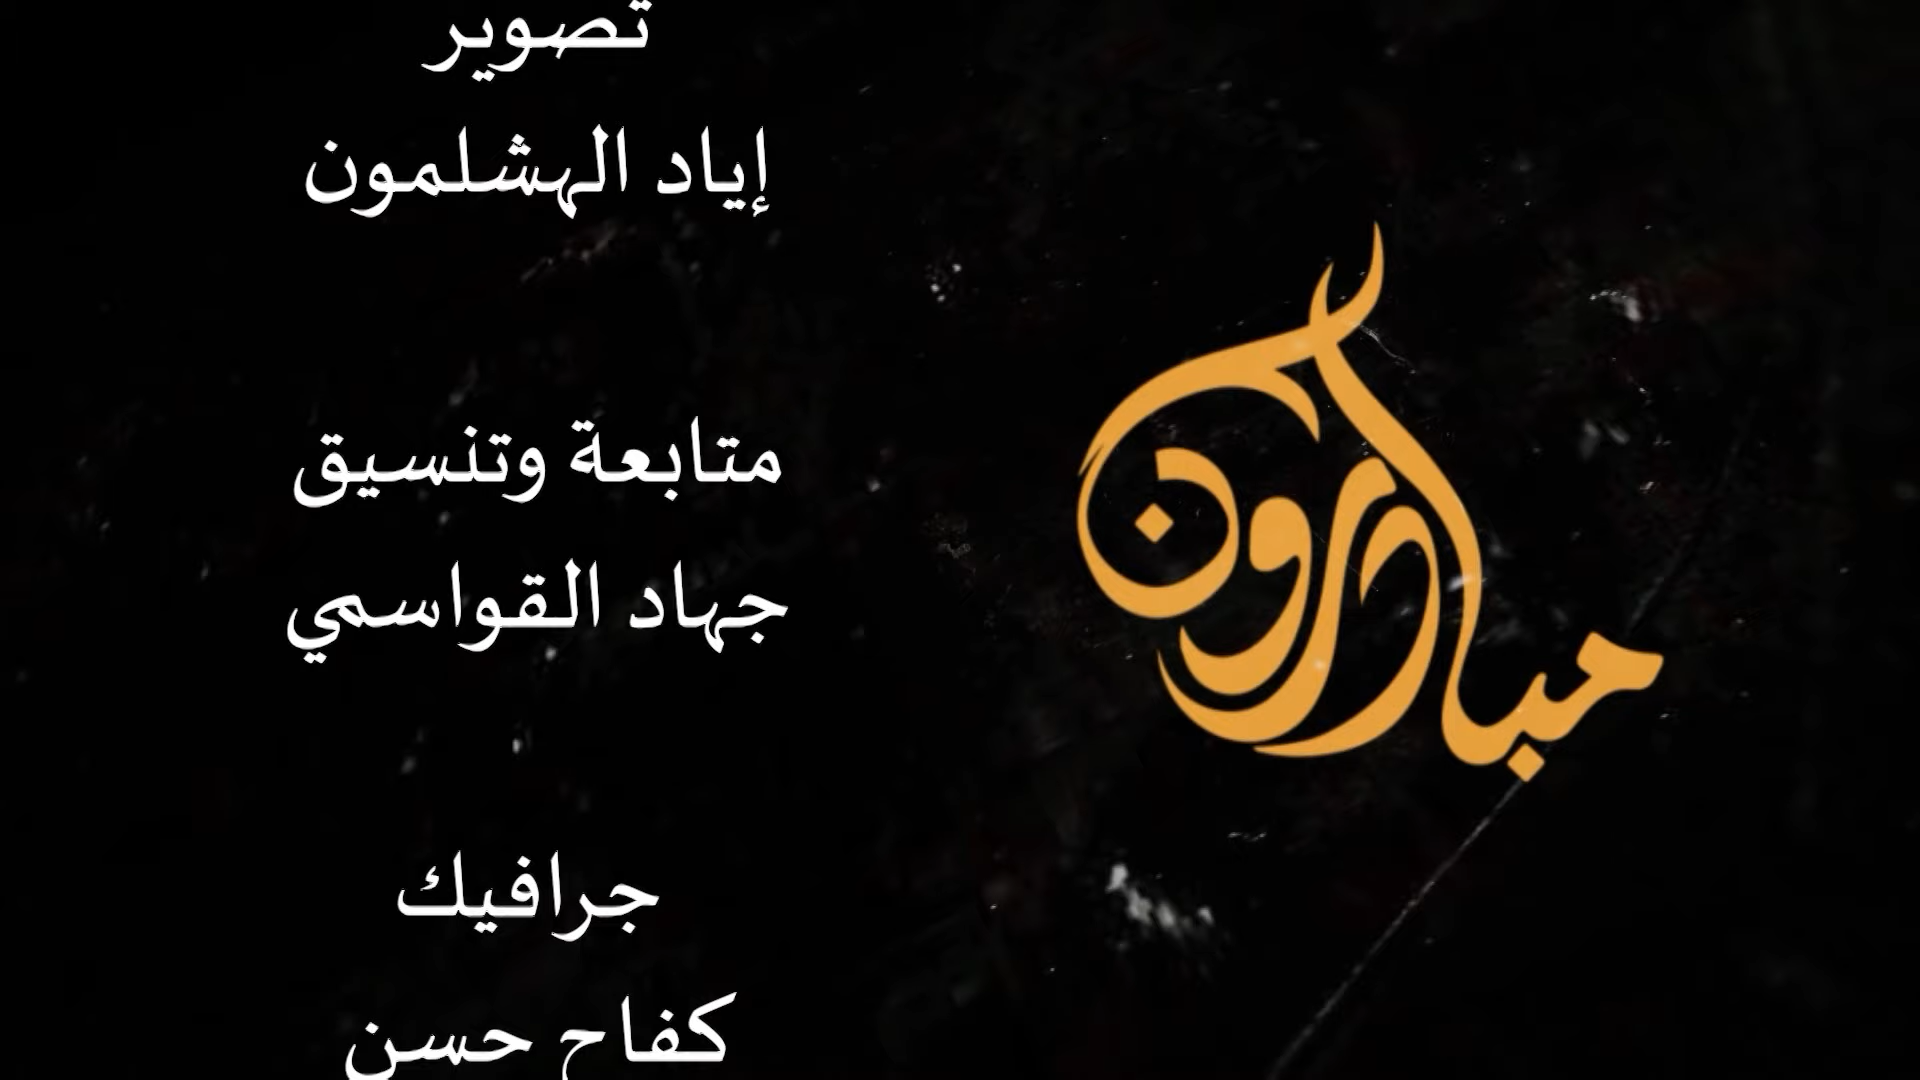 تصوير
إياد الهشلمون
متابعة وتنسيق
جهاد القواسمي
جرافيك
كفاح حسن
مبادرون